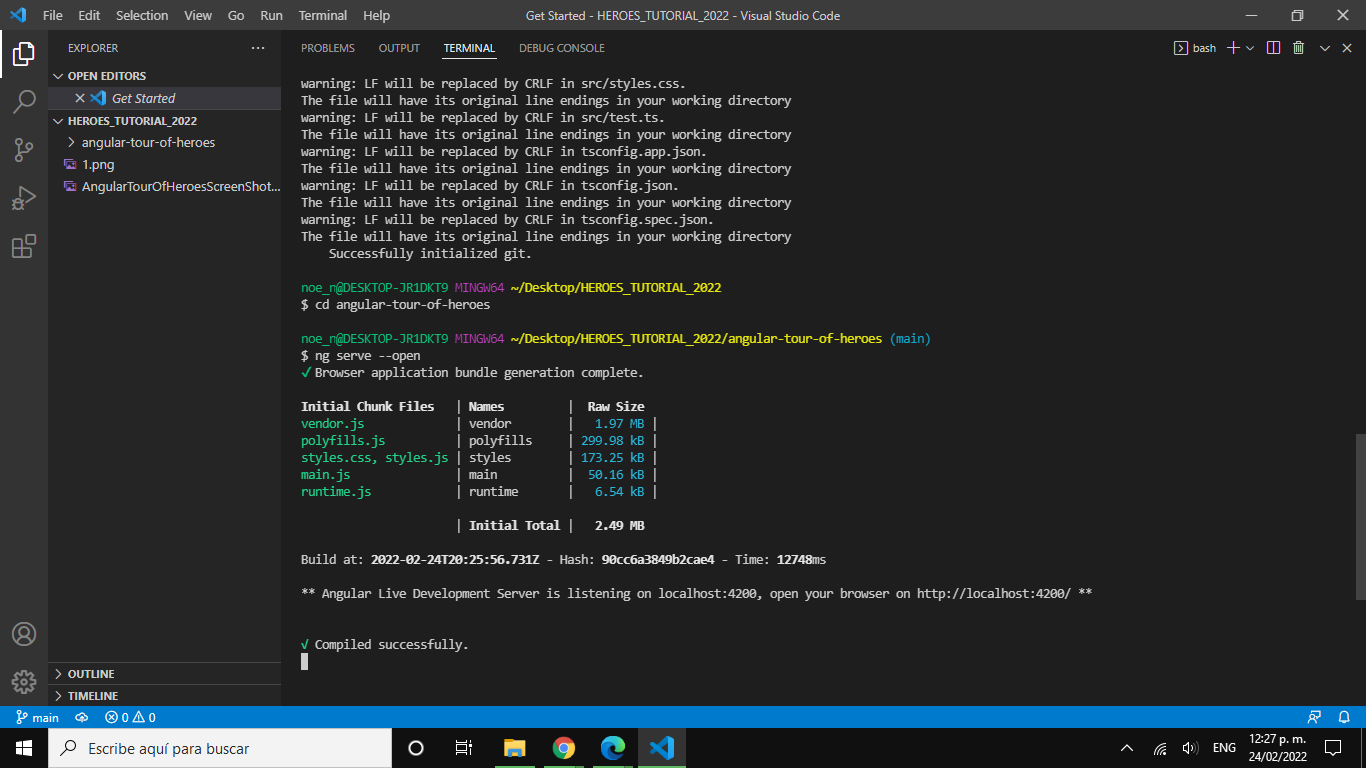 File Edit Selection View Go Run Terminal Help Get Started - HEROES_TUTORIAL_2022 - Visual Studio Code
EXPLORER
OPEN EDITORS
Get Started
HEROES_TUTORIAL_2022
angular-tour-of-heroes
1.png
AngularTourOfHeroesScreenShot...
OUTLINE
TIMELINE
PROBLEMS OUTPUT TERMINAL DEBUG CONSOLE bash
warning: LF will be replaced by CRLF in src/styles.css.
The file will have its original line endings in your working directory
warning: LF will be replaced by CRLF in src/test.ts.
The file will have its original line endings in your working directory
warning: LF will be replaced by CRLF in tsconfig.app.json.
The file will have its original line endings in your working directory
warning: LF will be replaced by CRLF in tsconfig.json.
The file will have its original line endings in your working directory
warning: LF will be replaced by CRLF in tsconfig.spec.json.
The file will have its original line endings in your working directory
Successfully initialized git.
noe_n@DESKTOP-JR1DKT9 MINGW64 ~/Desktop/HEROES_TUTORIAL_2022
$ cd angular-tour-of-heroes
noe_n@DESKTOP-JR1DKT9 MINGW64 ~/Desktop/HEROES_TUTORIAL_2022/angular-tour-of-heroes (main)
$ ng serve --open
✓ Browser application bundle generation complete.
Initial Chunk Files | Names | Raw Size
vendor.js | vendor | 1.97 MB |
polyfills.js | polyfills | 299.98 kB |
styles.css, styles.js | styles | 173.25 kB |
main.js | main | 50.16 kB |
runtime.js | runtime | 6.54 kB |
| Initial Total | 2.49 MB
Build at: 2022-02-24T20:25:56.731Z - Hash: 90cc6a3849b2cae4 - Time: 12748ms
** Angular Live Development Server is listening on localhost:4200, open your browser on http://localhost:4200/ **
√ Compiled successfully.
main 0 0
Escribe aquí para buscar
ENG
12:27 p. m.
24/02/2022